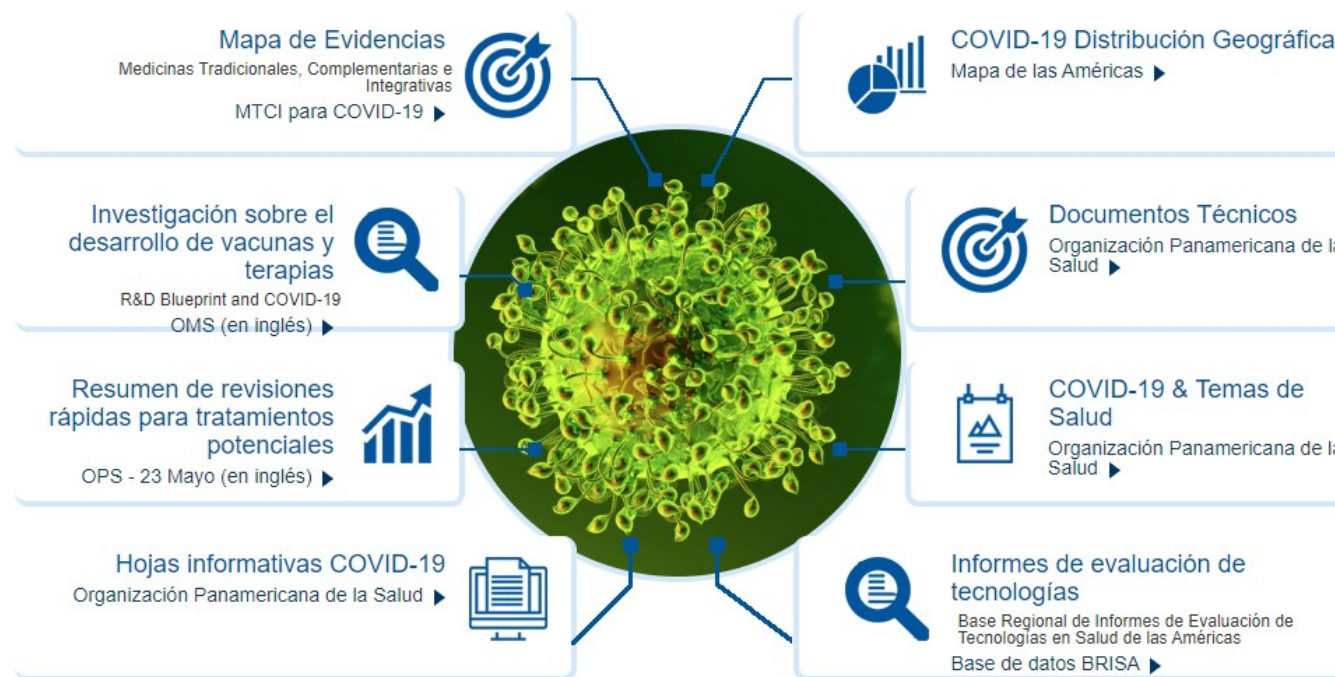 Mapa de Evidencias
Medicinas Tradicionales, Complementarias e
Integrativas
MTCI para COVID-19
Investigación sobre el
desarrollo de vacunas y
terapias
R&D Blueprint and COVID-19
OMS (en inglés)
Resumen de revisiones
rápidas para tratamientos
potenciales
OPS - 23 Mayo (en inglés)
Hojas informativas COVID-19
Organización Panamericana de la Salud
COVID-19 Distribución Geográfica
Mapa de las Américas
Documentos Técnicos
Organización Panamericana de la
Salud
COVID-19 & Temas de
Salud
Organización Panamericana de la
Salud
Informes de evaluación de
tecnologías
Base Regional de Informes de Evaluación de
Tecnologías en Salud de las Américas
Base de datos BRISA